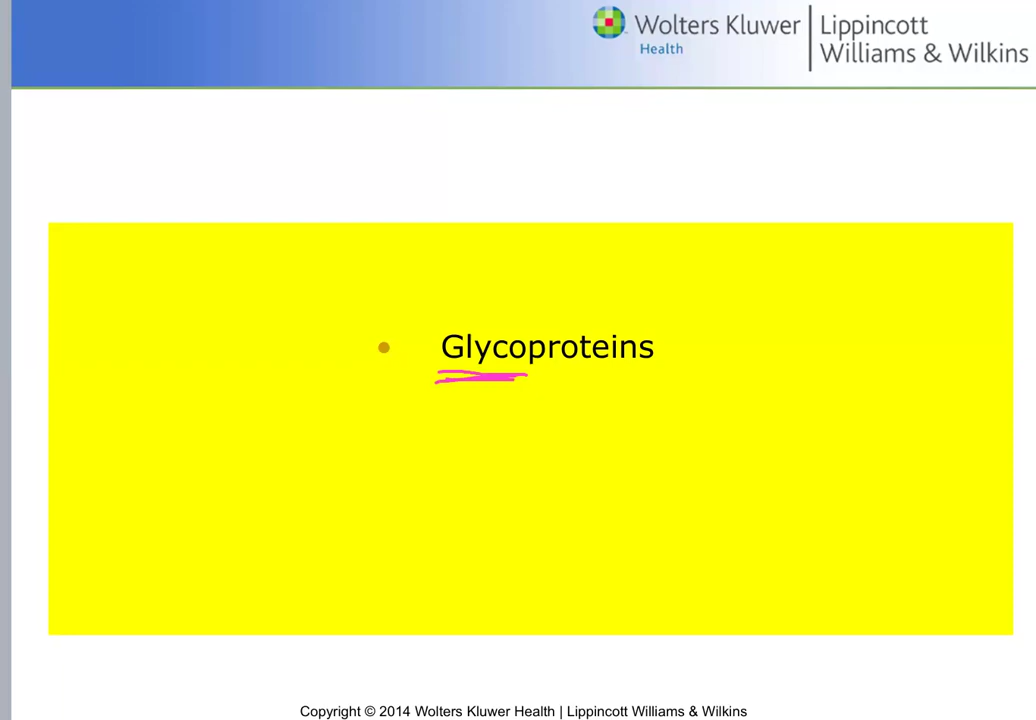 Wolters Kluwer
Health
Lippincott
Williams & Wilkins
• Glycoproteins
Copyright © 2014 Wolters Kluwer Health | Lippincott Williams & Wilkins